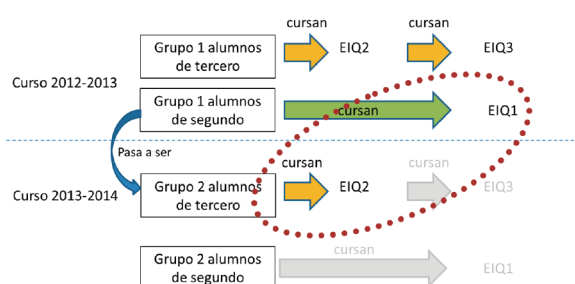 cursan
cursan
Grupo 1 alumnos
de tercero
EIQ2
EIQ3
Curso 2012-2013
Grupo 1 alumnos
de segundo
cursan
EIQ1
Pasa a ser
cursan
cursan
Curso 2013-2014
Grupo 2 alumnos
de tercero
EIQ2
EIQ3
cursan
Grupo 2 alumnos
de segundo
EIQ1